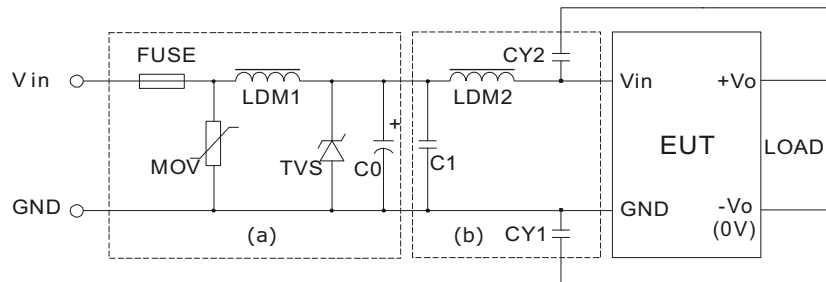 FUSE
CY2
Vin
LDM1
LDM2
Vin
+Vo
MOV
TVS
C0
+
C1
EUT
LOAD
GND
GND
-Vo
(0V)
(a)
(b)
CY1